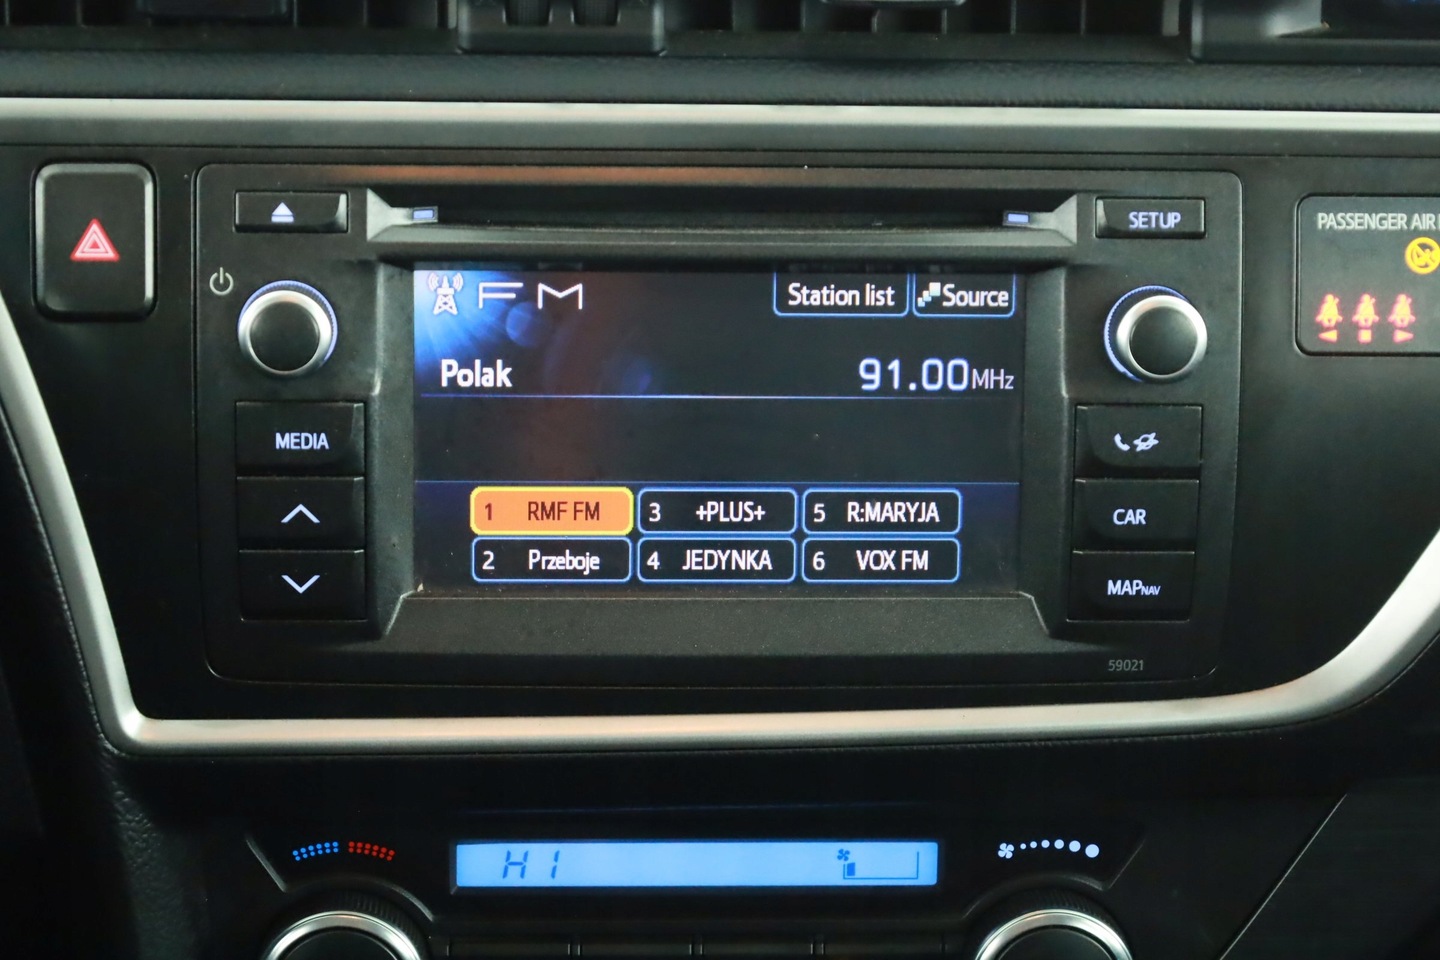 SETUP
PASSENGER AIR
FM
Station list
Source
Polak
91.00MHz
MEDIA
1 RMF FM
3 +PLUS+
5 R:MARYJA
2 Przeboje
4 JEDYNKA
6 VOX FM
CAR
MAPNAV
59021
HI